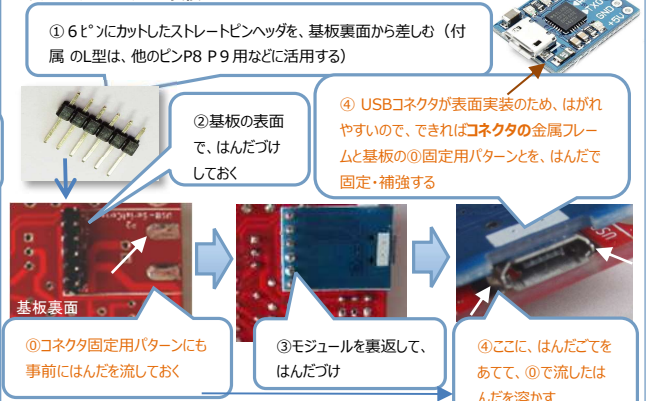 ①６ピンにカットしたストレートピンヘッダを、基板裏面から差しむ（付
属 のL型は、他のピンP8 P９用などに活用する）
TXO
GND
+5V
②基板の表面
で、はんだづけ
しておく
④ USBコネクタが表面実装のため、はがれ
やすいので、できればコネクタの金属フレー
ムと基板の⓪固定用パターンとを、はんだで
固定・補強する
基板裏面
⓪コネクタ固定用パターンにも
事前にはんだを流しておく
③モジュールを裏返して、
はんだづけ
④ここに、はんだごてを
あてて、⓪で流したは
んだを溶かす